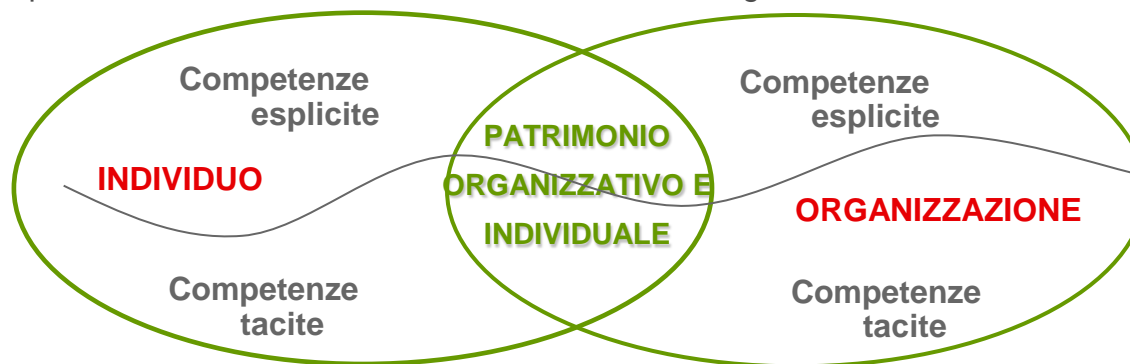 Competenze
esplicite
INDIVIDUO
Competenze
tacite
PATRIMONIO
ORGANIZZATIVO E
INDIVIDUALE
Competenze
esplicite
ORGANIZZAZIONE
Competenze
tacite